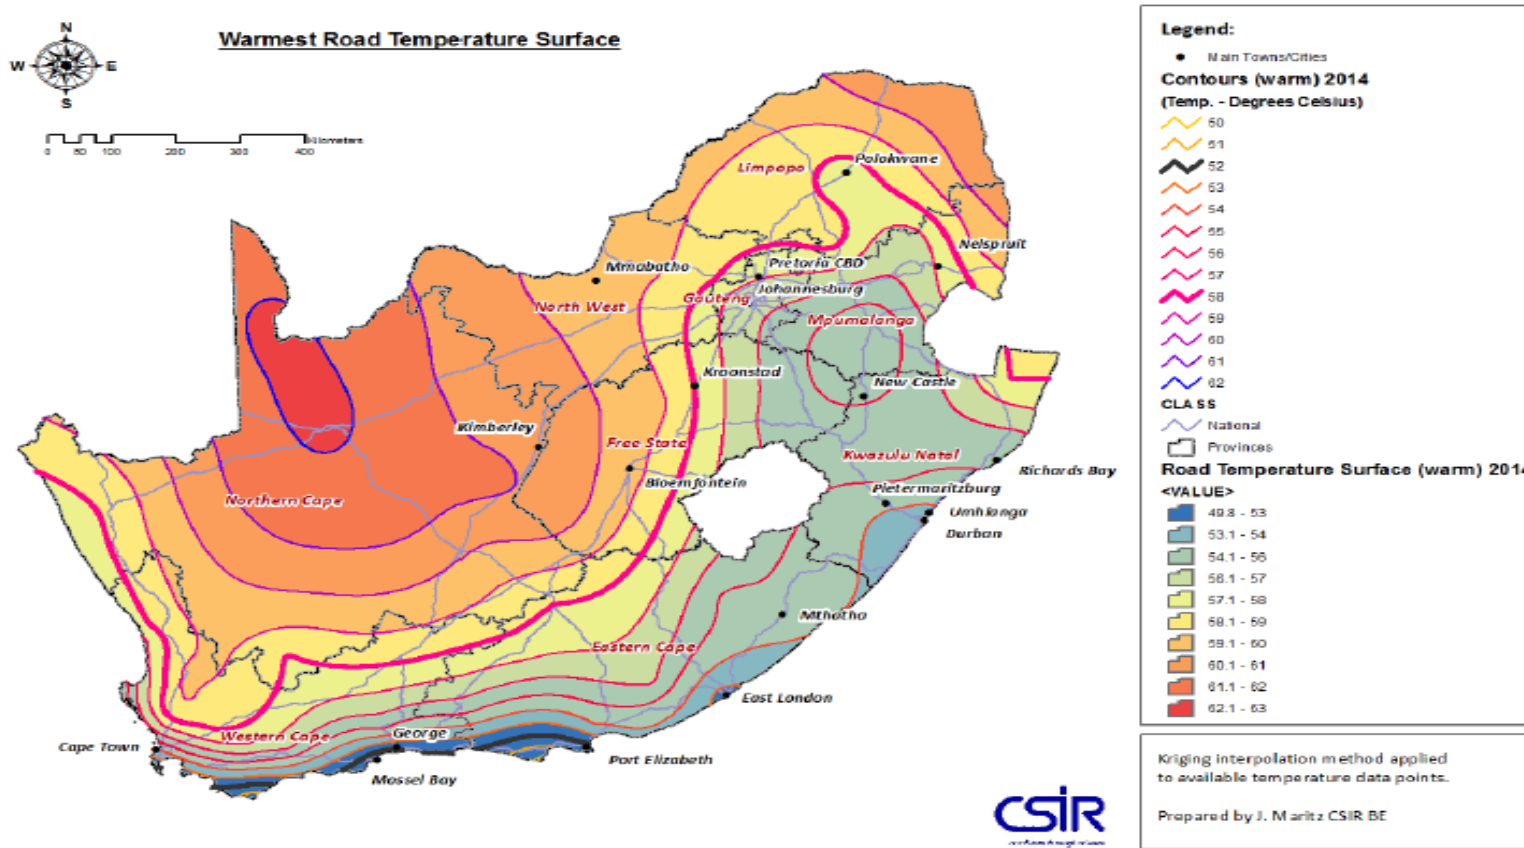 Warmest Road Temperature Surface
N
W
E
S
Kilometers
0 50 100 200 300 400
Limpopo
Polokwane
Nelspruit
Mmabatho
Pretoria CBD
North West
Gauteng
Johannesburg
Mpumalanga
Kroonstad
New Castle
Kimberley
Free State
Kwazulu Natal
Richards Bay
Bloemfontein
Northern Cape
Pietermaritzburg
Umhlanga
Durban
Mthatha
Eastern Cape
East London
Western Cape
George
Cape Town
Port Elizabeth
Mossel Bay
CSIR
Legend:
Main Towns/Cities
Contours (warm) 2014
(Temp. - Degrees Celsius)
50
51
52
53
54
55
56
57
58
59
60
61
62
CLASS
National
Provinces
Road Temperature Surface (warm) 2014
<VALUE>
49.8 - 53
53.1 - 54
54.1 - 56
56.1 - 57
57.1 - 58
58.1 - 59
59.1 - 60
60.1 - 61
61.1 - 62
62.1 - 63
Kriging interpolation method applied
to available temperature data points.
Prepared by J. Maritz CSIR BE